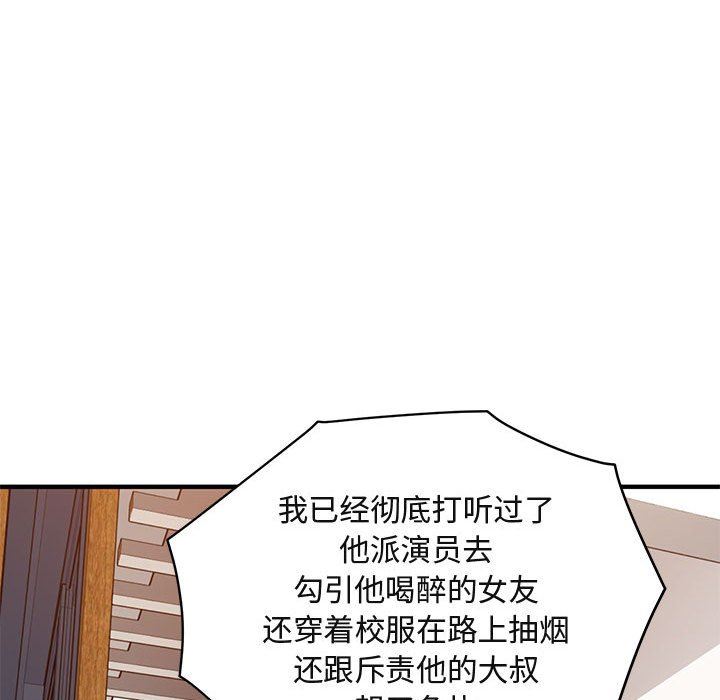 我已经彻底打听过了
他派演员去
勾引他喝醉的女友
还穿着校服在路上抽烟
还跟斥责他的大叔